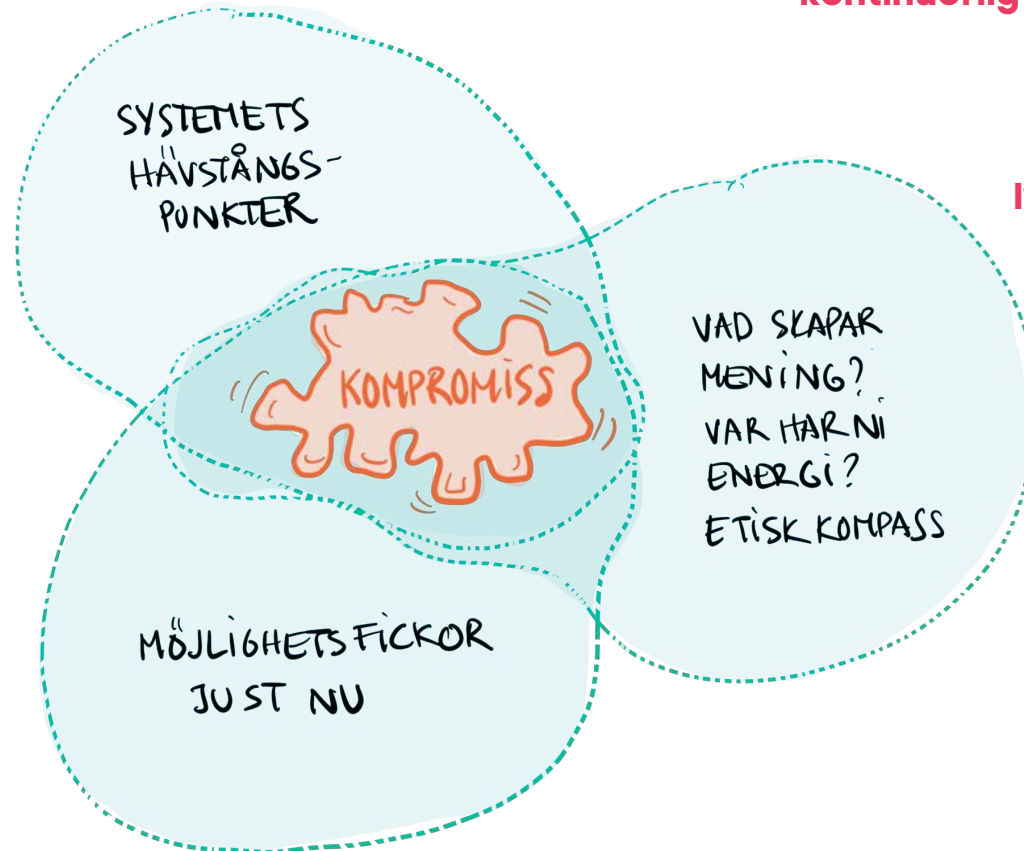 SYSTEMETS
HÄVSTÅNGS-
PUNKTER
KOMPROMISS
VAD SKAPAR
MENING?
VAR HAR NI
ENERGI?
ETISK KOMPASS
MÖJLIGHETSFICKOR
JUST NU